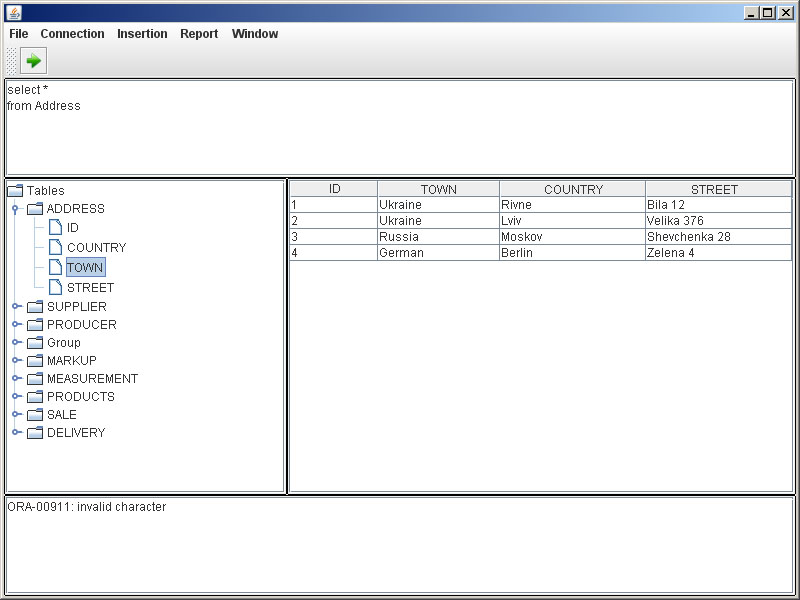 File Connection Insertion Report Window
select *
from Address
Tables
ADDRESS
ID
COUNTRY
TOWN
STREET
SUPPLIER
PRODUCER
Group
MARKUP
MEASUREMENT
PRODUCTS
SALE
DELIVERY
ID TOWN COUNTRY STREET
1 Ukraine Rivne Bila 12
2 Ukraine Lviv Velika 376
3 Russia Moskov Shevchenka 28
4 German Berlin Zelena 4
ORA-00911: invalid character